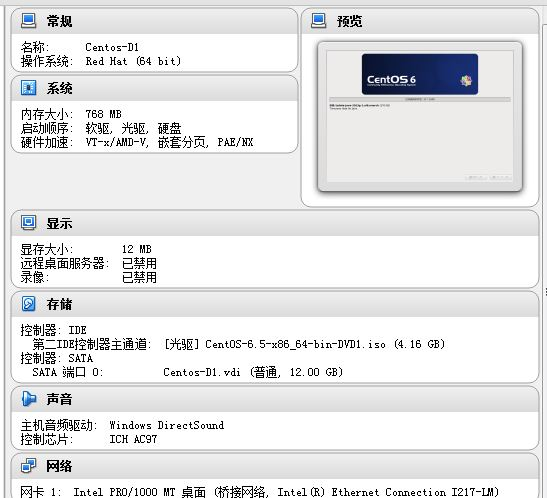 常规
名称: Centos-D1
操作系统: Red Hat (64 bit)
系统
内存大小: 768 MB
启动顺序: 软驱, 光驱, 硬盘
硬件加速: VT-x/AMD-V, 嵌套分页, PAE/NX
预览
CentOS 6
显示
显存大小: 12 MB
远程桌面服务器: 已禁用
录像: 已禁用
存储
控制器: IDE
第二IDE控制器主通道: [光驱] CentOS-6.5-x86_64-bin-DVD1.iso (4.16 GB)
控制器: SATA
SATA 端口 0: Centos-D1.vdi (普通, 12.00 GB)
声音
主机音频驱动: Windows DirectSound
控制芯片: ICH AC97
网络
网卡 1: Intel PRO/1000 MT 桌面 (桥接网络, Intel(R) Ethernet Connection I217-LM)